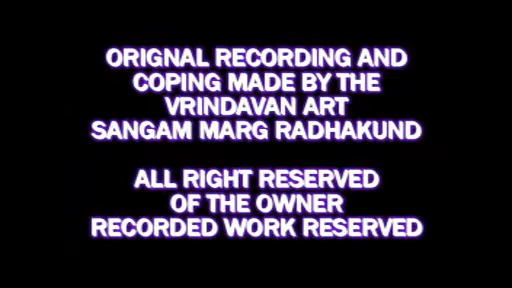 ORIGNAL RECORDING AND
COPING MADE BY THE
VRINDAVAN ART
SANGAM MARG RADHAKUND
ALL RIGHT RESERVED
OF THE OWNER
RECORDED WORK RESERVED